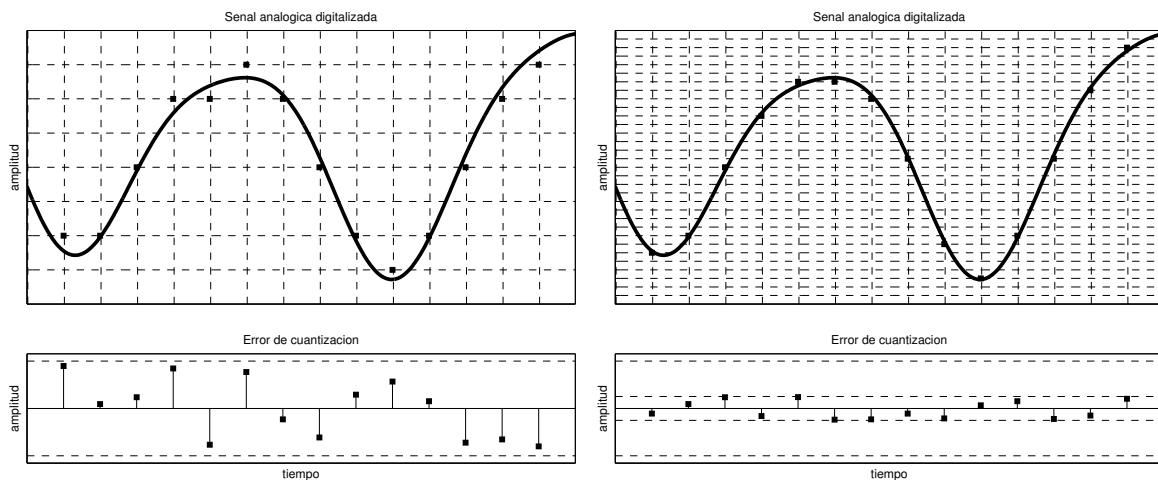 Senal analogica digitalizada
amplitud
Error de cuantizacion
amplitud
tiempo
Senal analogica digitalizada
amplitud
Error de cuantizacion
amplitud
tiempo